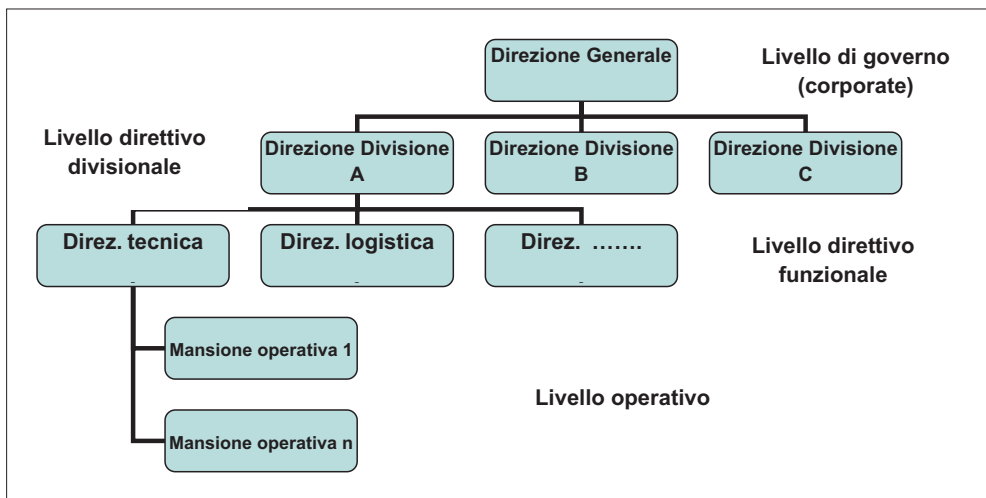 Direzione Generale
Livello di governo
(corporate)
Livello direttivo
divisionale
Direzione Divisione
A
Direzione Divisione
B
Direzione Divisione
C
Direz. tecnica
-
Direz. logistica
-
Direz. …….
-
Livello direttivo
funzionale
Mansione operativa 1
Livello operativo
Mansione operativa n